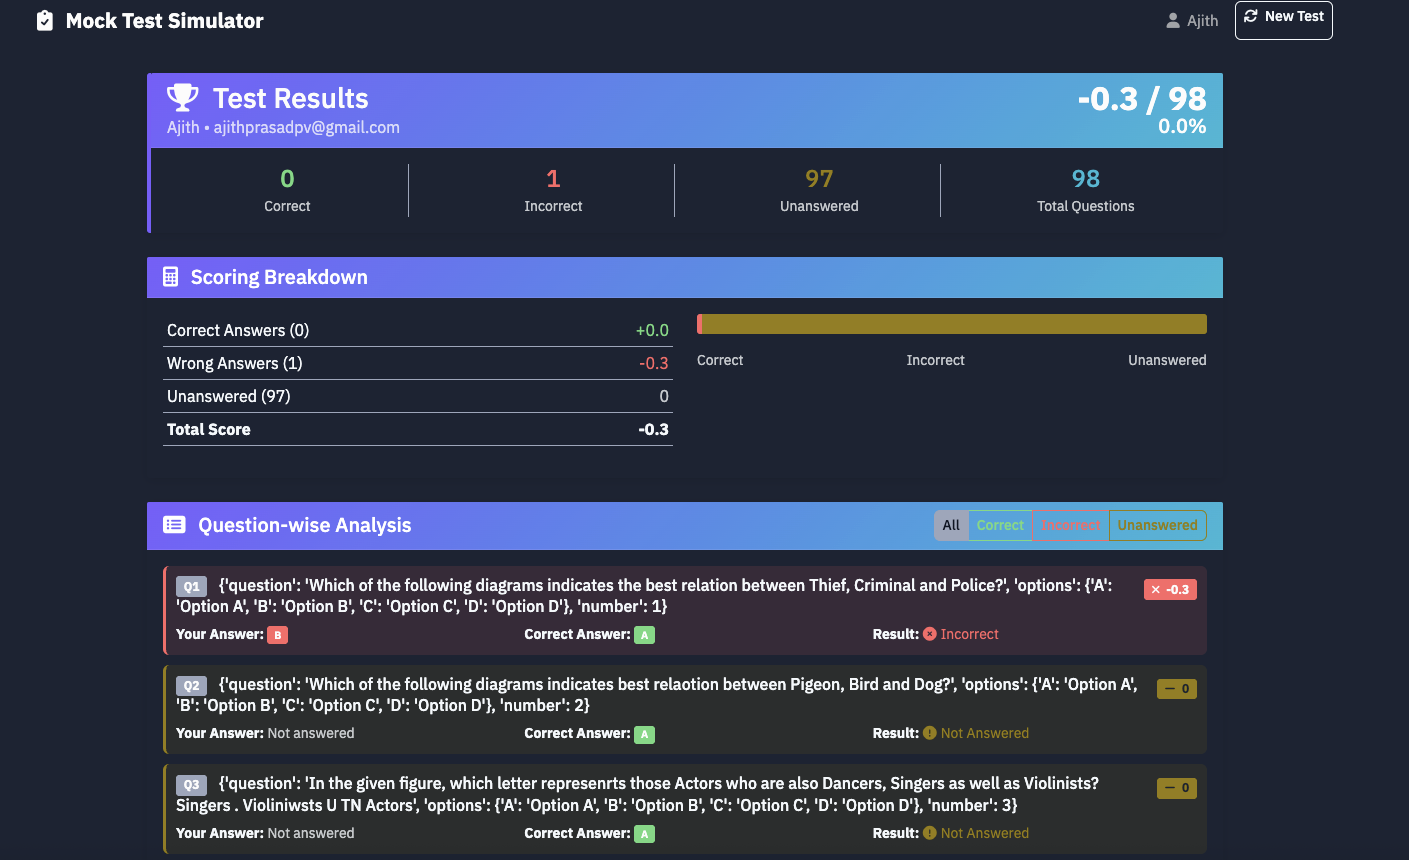 Mock Test Simulator
Ajith
New Test
Test Results
-0.3 / 98
Ajith • ajithprasadpv@gmail.com
0.0%
0
1
97
98
Correct
Incorrect
Unanswered
Total Questions
Scoring Breakdown
Correct Answers (0) +0.0
Wrong Answers (1) -0.3
Unanswered (97) 0
Total Score -0.3
Correct Incorrect Unanswered
Question-wise Analysis
All Correct Incorrect Unanswered
Q1 {'question': 'Which of the following diagrams indicates the best relation between Thief, Criminal and Police?', 'options': {'A':
'Option A', 'B': 'Option B', 'C': 'Option C', 'D': 'Option D'}, 'number': 1}
× -0.3
Your Answer: B Correct Answer: A Result: Incorrect
Q2 {'question': 'Which of the following diagrams indicates best relaotion between Pigeon, Bird and Dog?', 'options': {'A': 'Option A',
'B': 'Option B', 'C': 'Option C', 'D': 'Option D'}, 'number': 2}
— 0
Your Answer: Not answered Correct Answer: A Result: Not Answered
Q3 {'question': 'In the given figure, which letter represenrts those Actors who are also Dancers, Singers as well as Violinists?
Singers . Violiniwsts U TN Actors', 'options': {'A': 'Option A', 'B': 'Option B', 'C': 'Option C', 'D': 'Option D'}, 'number': 3}
— 0
Your Answer: Not answered Correct Answer: A Result: Not Answered